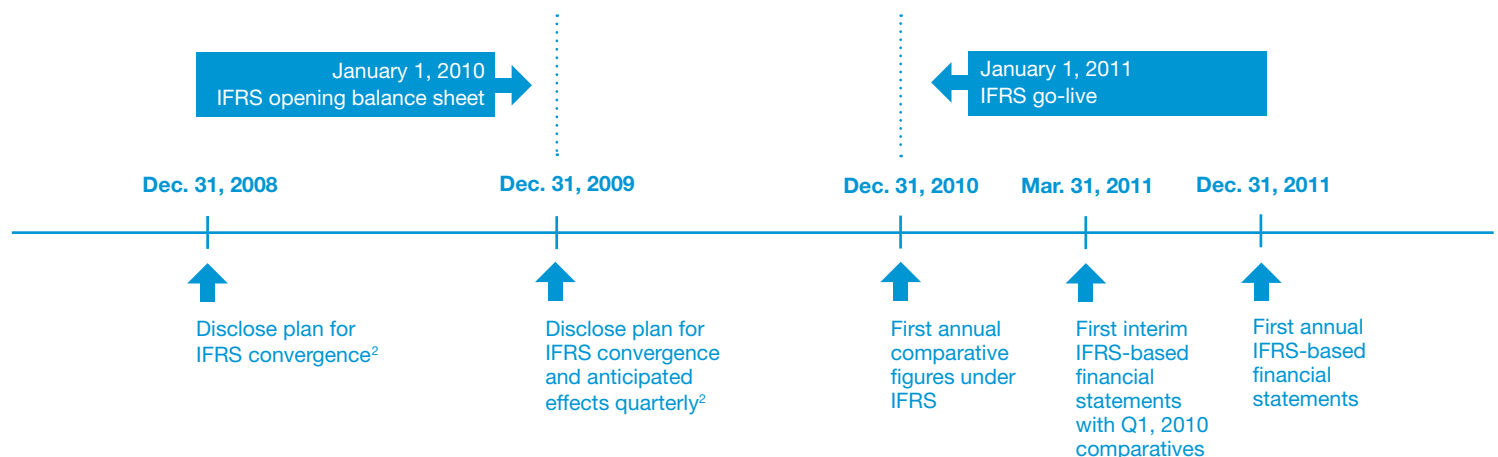 January 1, 2010
IFRS opening balance sheet
January 1, 2011
IFRS go-live
Dec. 31, 2008
Dec. 31, 2009
Dec. 31, 2010
Mar. 31, 2011
Dec. 31, 2011
Disclose plan for
IFRS convergence²
Disclose plan for
IFRS convergence
and anticipated
effects quarterly²
First annual
comparative
figures under
IFRS
First interim
IFRS-based
financial
statements
with Q1, 2010
comparatives
First annual
IFRS-based
financial
statements